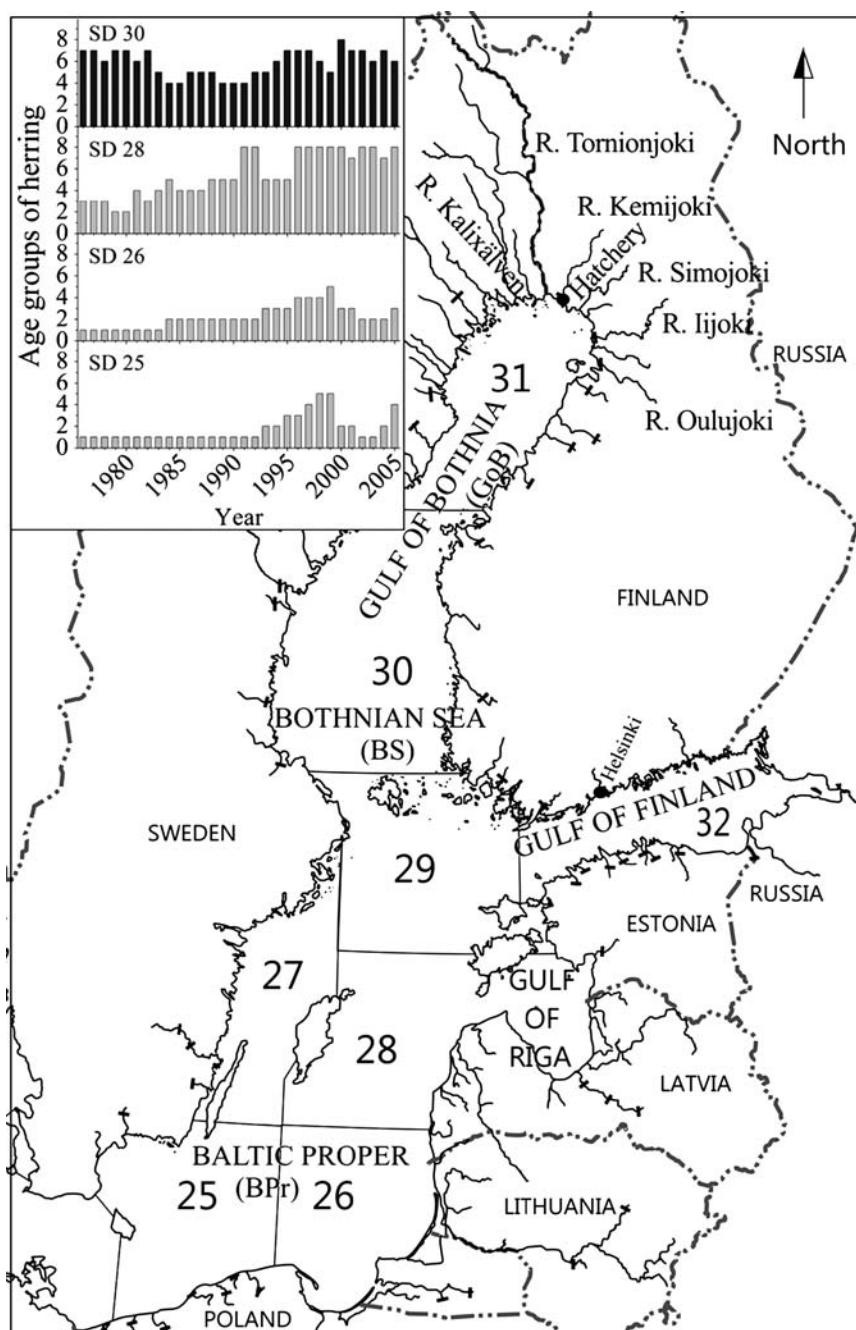 Age groups of herring
SD 30
8
6
4
2
0
SD 28
8
6
4
2
0
SD 26
8
6
4
2
0
SD 25
8
6
4
2
0
1980
1985
1990
1995
2000
2005
Year
North
R. Tornionjoki
R. Kalixälven
R. Kemijoki
Hatchery
R. Simojoki
R. Iijoki
RUSSIA
R. Oulujoki
31
GULF OF BOTHNIA
(GoB)
FINLAND
30
BOTHNIAN SEA
(BS)
Helsinki
GULF OF FINLAND
32
SWEDEN
29
RUSSIA
ESTONIA
27
GULF
OF
RIGA
28
LATVIA
BALTIC PROPER
(BPr)
25
26
LITHUANIA
POLAND